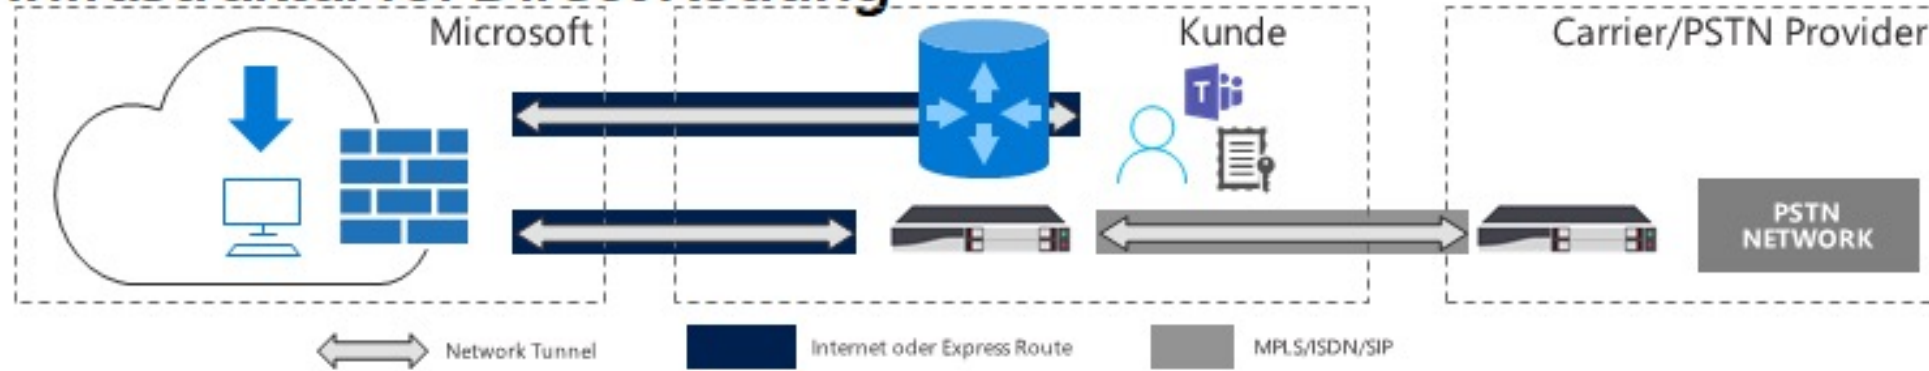 Microsoft
Kunde
Carrier/PSTN Provider
T
PSTN
NETWORK
Network Tunnel
Internet oder Express Route
MPLS/ISDN/SIP